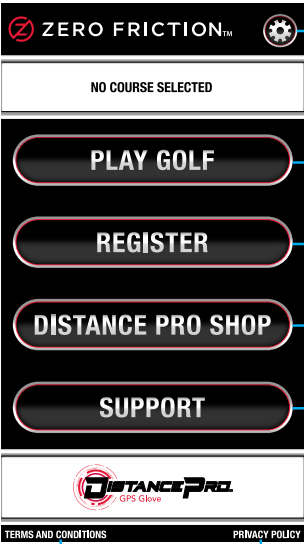 ZERO FRICTION™
NO COURSE SELECTED
PLAY GOLF
REGISTER
DISTANCE PRO SHOP
SUPPORT
DISTANCEPRO.
GPS Glove
TERMS AND CONDITIONS PRIVACY POLICY